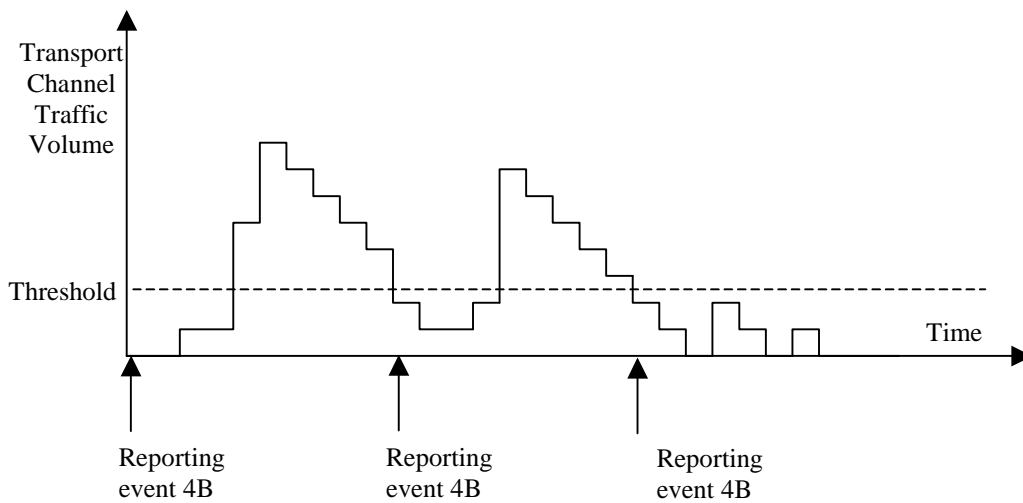 Transport
Channel
Traffic
Volume
Threshold
Time
Reporting
event 4B
Reporting
event 4B
Reporting
event 4B